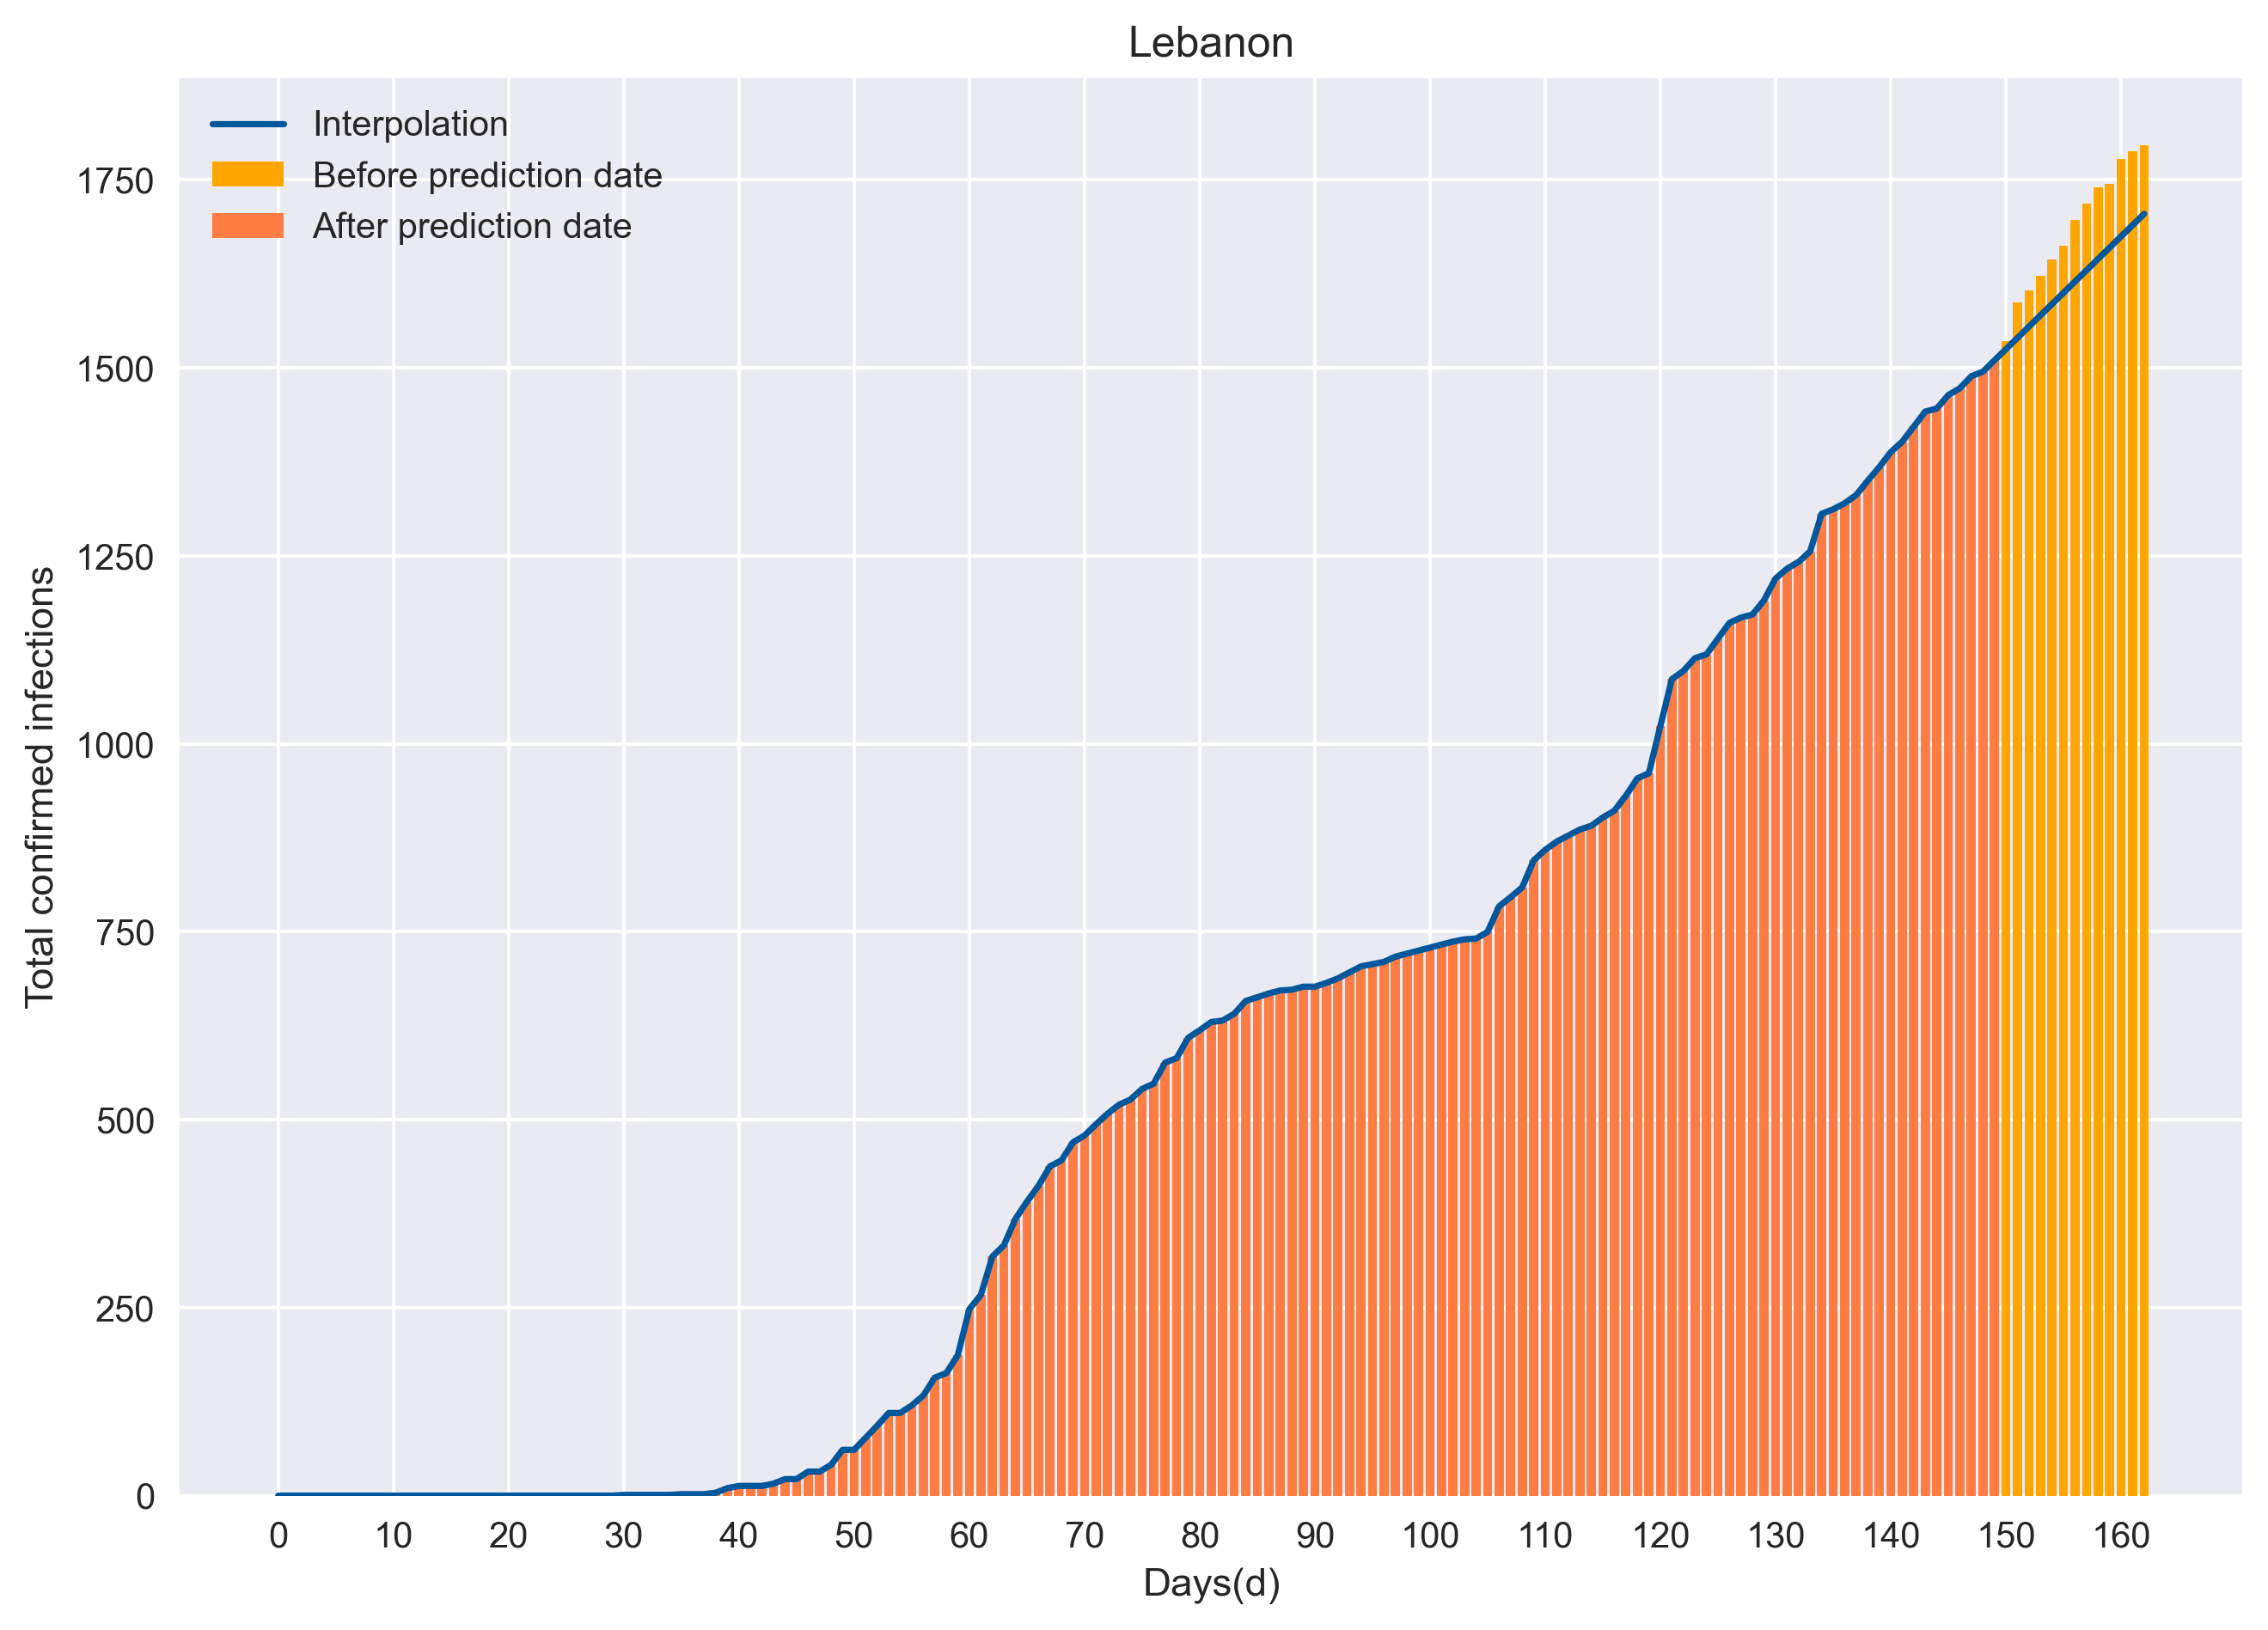 Lebanon
Interpolation
Before prediction date
After prediction date
1750
1500
1250
1000
750
500
250
0
Total confirmed infections
0 10 20 30 40 50 60 70 80 90 100 110 120 130 140 150 160
Days(d)